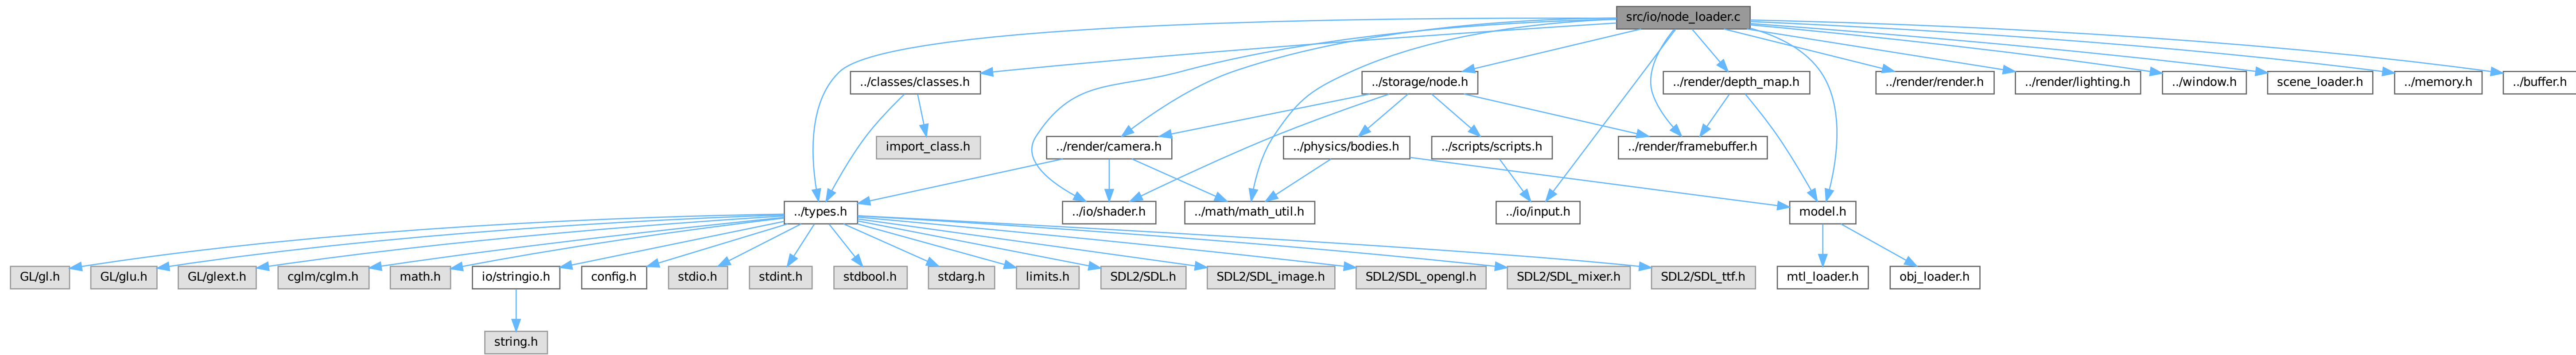 src/io/node_loader.c
../classes/classes.h
../storage/node.h
../render/depth_map.h
../render/render.h
../render/lighting.h
../window.h
scene_loader.h
../memory.h
../buffer.h
import_class.h
../render/camera.h
../physics/bodies.h
../scripts/scripts.h
../render/framebuffer.h
../types.h
../io/shader.h
../math/math_util.h
../io/input.h
model.h
GL/gl.h
GL/glu.h
GL/glext.h
cglm/cglm.h
math.h
io/stringio.h
config.h
stdio.h
stdint.h
stdbool.h
stdarg.h
limits.h
SDL2/SDL.h
SDL2/SDL_image.h
SDL2/SDL_opengl.h
SDL2/SDL_mixer.h
SDL2/SDL_ttf.h
mtl_loader.h
obj_loader.h
string.h